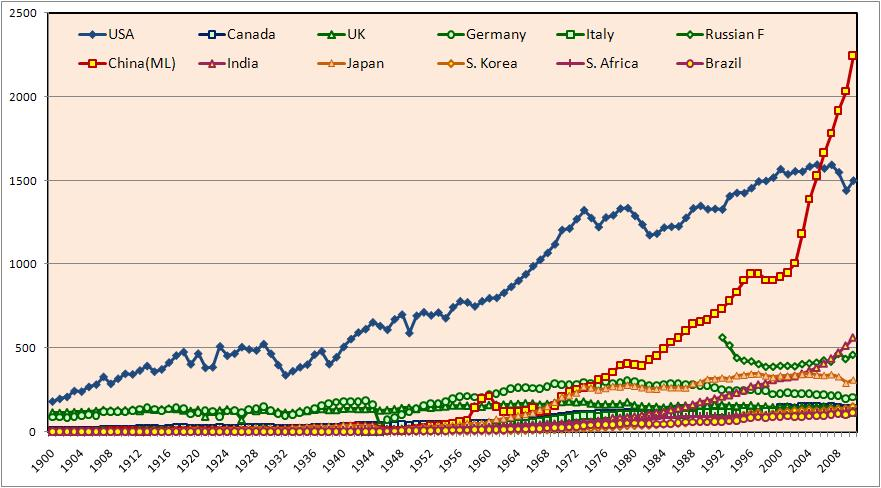 2500
2000
1500
1000
500
0
USA Canada UK Germany Italy Russian F
China(ML) India Japan S. Korea S. Africa Brazil
1900 1904 1908 1912 1916 1920 1924 1928 1932 1936 1940 1944 1948 1952 1956 1960 1964 1968 1972 1976 1980 1984 1988 1992 1996 2000 2004 2008